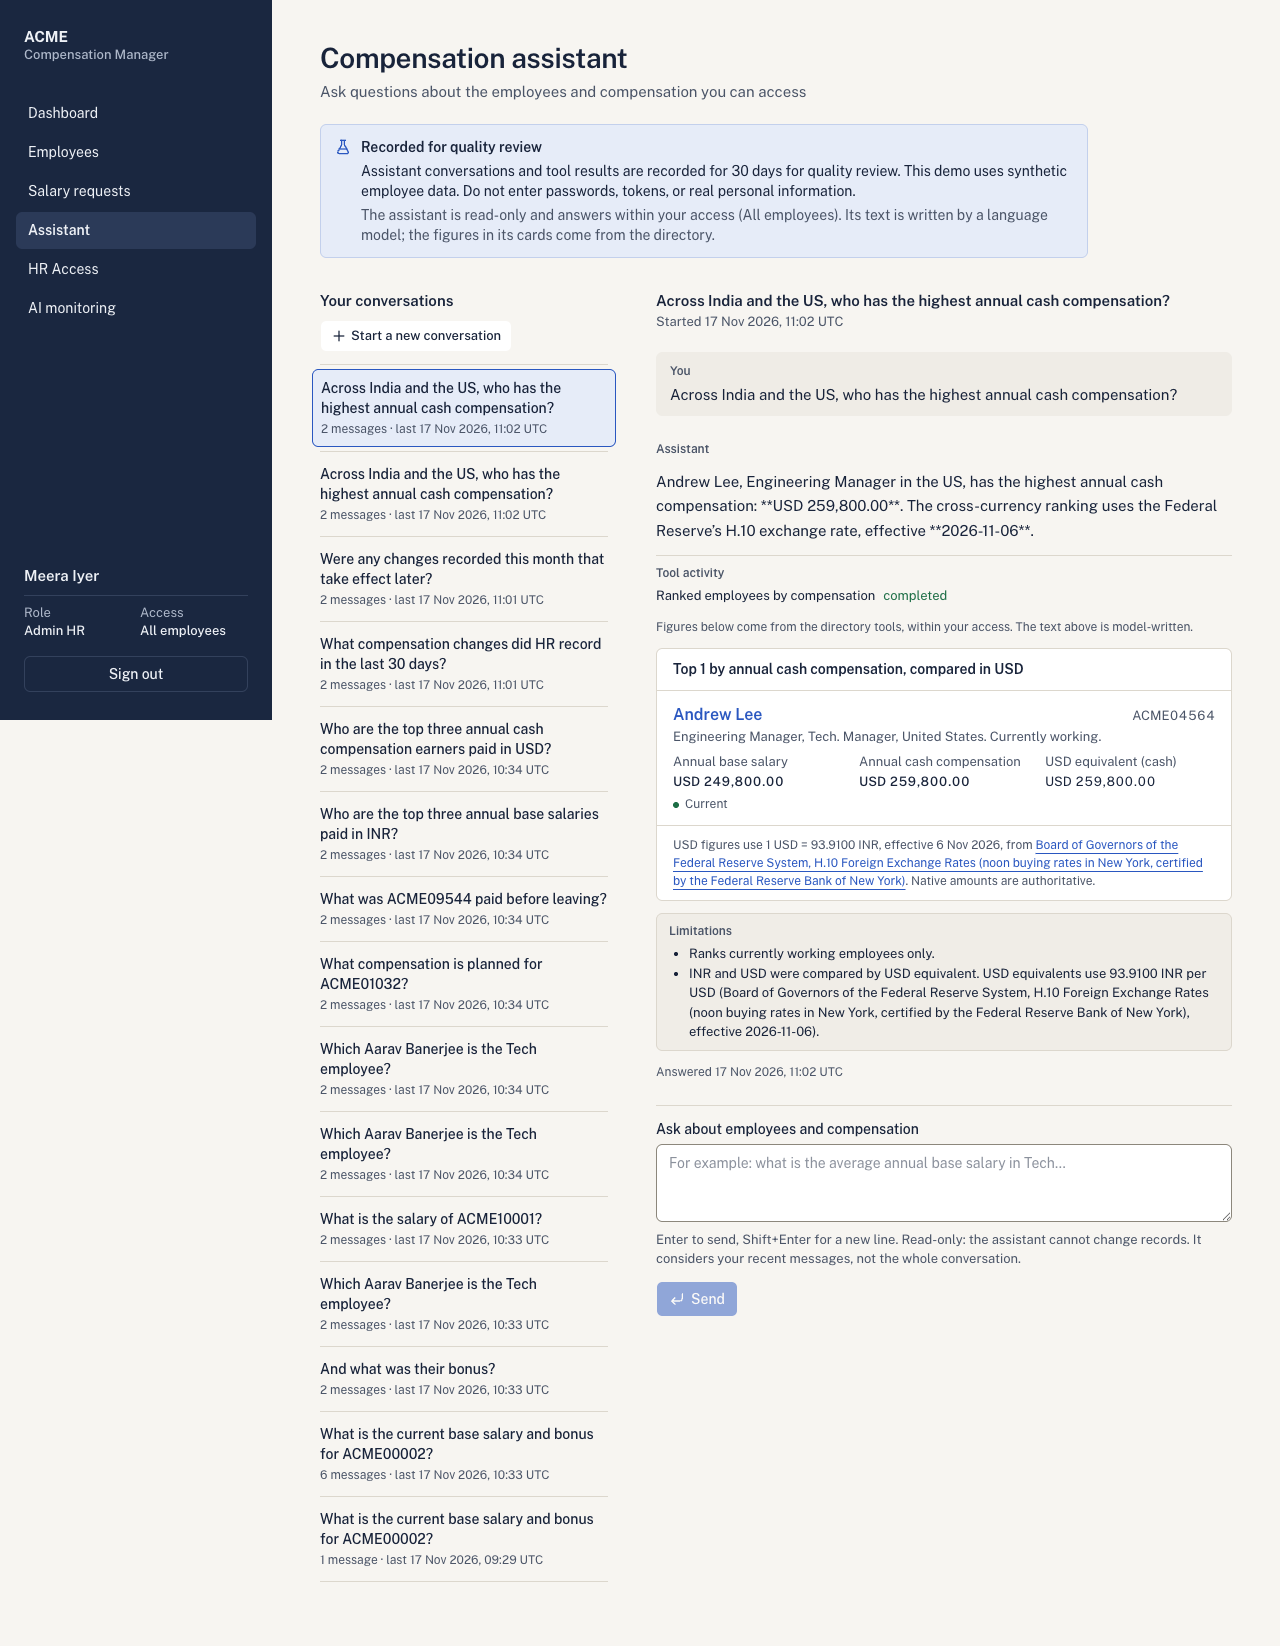 ACME
Compensation Manager
Dashboard
Employees
Salary requests
Assistant
HR Access
AI monitoring
Meera Iyer
Role
Access
Admin HR
All employees
Sign out
Compensation assistant
Ask questions about the employees and compensation you can access
Recorded for quality review
Assistant conversations and tool results are recorded for 30 days for quality review. This demo uses synthetic
employee data. Do not enter passwords, tokens, or real personal information.
The assistant is read-only and answers within your access (All employees). Its text is written by a language
model; the figures in its cards come from the directory.
Your conversations
Start a new conversation
Across India and the US, who has the
highest annual cash compensation?
2 messages · last 17 Nov 2026, 11:02 UTC
Across India and the US, who has the
highest annual cash compensation?
2 messages · last 17 Nov 2026, 11:02 UTC
Were any changes recorded this month that
take effect later?
2 messages · last 17 Nov 2026, 11:01 UTC
What compensation changes did HR record
in the last 30 days?
2 messages · last 17 Nov 2026, 11:01 UTC
Who are the top three annual cash
compensation earners paid in USD?
2 messages · last 17 Nov 2026, 10:34 UTC
Who are the top three annual base salaries
paid in INR?
2 messages · last 17 Nov 2026, 10:34 UTC
What was ACME09544 paid before leaving?
2 messages · last 17 Nov 2026, 10:34 UTC
What compensation is planned for
ACME01032?
2 messages · last 17 Nov 2026, 10:34 UTC
Which Aarav Banerjee is the Tech
employee?
2 messages · last 17 Nov 2026, 10:34 UTC
Which Aarav Banerjee is the Tech
employee?
2 messages · last 17 Nov 2026, 10:34 UTC
What is the salary of ACME10001?
2 messages · last 17 Nov 2026, 10:33 UTC
Which Aarav Banerjee is the Tech
employee?
2 messages · last 17 Nov 2026, 10:33 UTC
And what was their bonus?
2 messages · last 17 Nov 2026, 10:33 UTC
What is the current base salary and bonus
for ACME00002?
6 messages · last 17 Nov 2026, 10:33 UTC
What is the current base salary and bonus
for ACME00002?
1 message · last 17 Nov 2026, 09:29 UTC
Across India and the US, who has the highest annual cash compensation?
Started 17 Nov 2026, 11:02 UTC
You
Across India and the US, who has the highest annual cash compensation?
Assistant
Andrew Lee, Engineering Manager in the US, has the highest annual cash
compensation: **USD 259,800.00**. The cross-currency ranking uses the Federal
Reserve’s H.10 exchange rate, effective **2026-11-06**.
Tool activity
Ranked employees by compensation completed
Figures below come from the directory tools, within your access. The text above is model-written.
Top 1 by annual cash compensation, compared in USD
Andrew Lee
ACME04564
Engineering Manager, Tech. Manager, United States. Currently working.
Annual base salary
Annual cash compensation
USD equivalent (cash)
USD 249,800.00
USD 259,800.00
USD 259,800.00
Current
USD figures use 1 USD = 93.9100 INR, effective 6 Nov 2026, from Board of Governors of the
Federal Reserve System, H.10 Foreign Exchange Rates (noon buying rates in New York, certified
by the Federal Reserve Bank of New York). Native amounts are authoritative.
Limitations
• Ranks currently working employees only.
• INR and USD were compared by USD equivalent. USD equivalents use 93.9100 INR per
USD (Board of Governors of the Federal Reserve System, H.10 Foreign Exchange Rates
(noon buying rates in New York, certified by the Federal Reserve Bank of New York),
effective 2026-11-06).
Answered 17 Nov 2026, 11:02 UTC
Ask about employees and compensation
For example: what is the average annual base salary in Tech...
Enter to send, Shift+Enter for a new line. Read-only: the assistant cannot change records. It
considers your recent messages, not the whole conversation.
Send